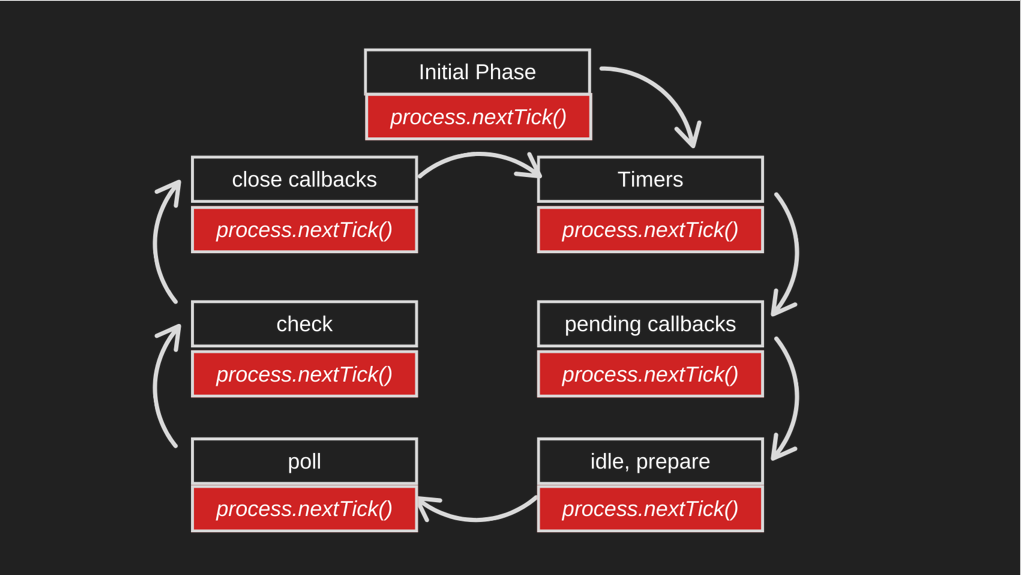 Initial Phase
process.nextTick()
close callbacks
process.nextTick()
Timers
process.nextTick()
check
process.nextTick()
pending callbacks
process.nextTick()
poll
process.nextTick()
idle, prepare
process.nextTick()